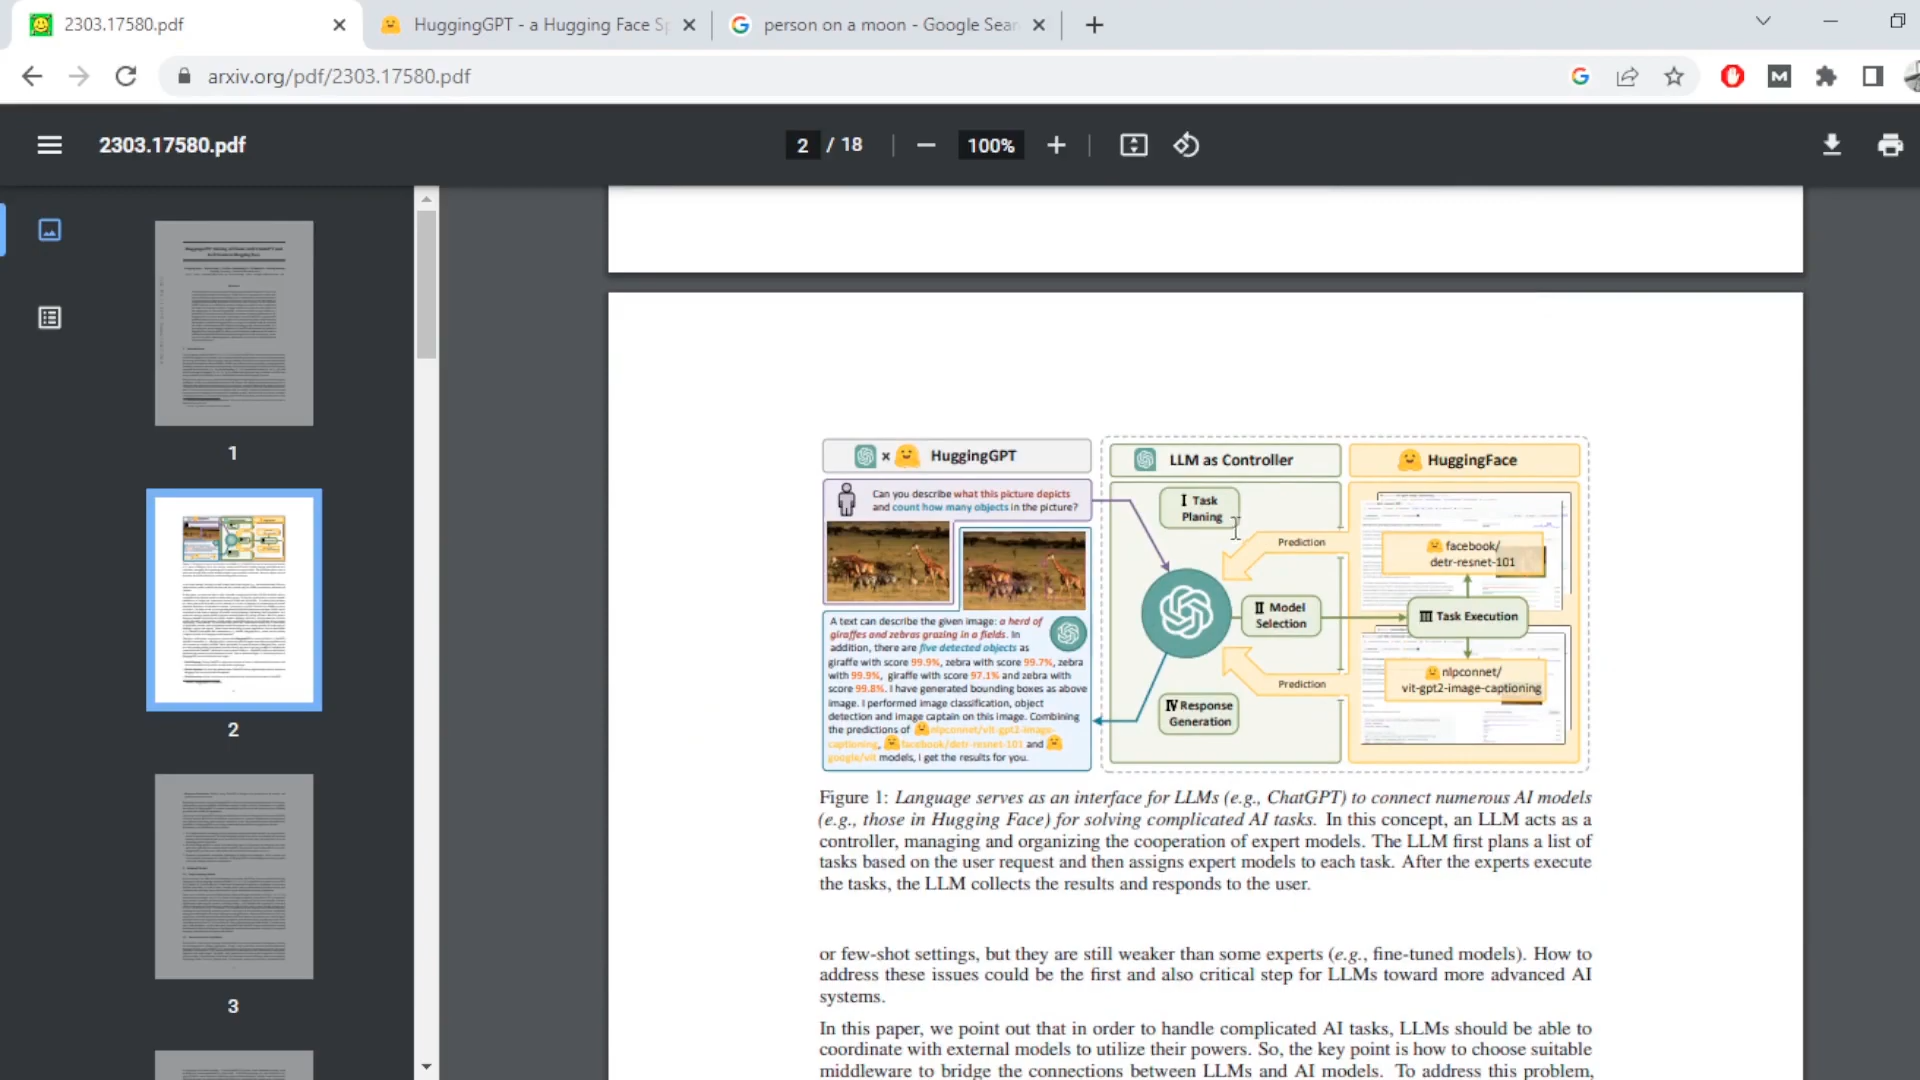 2303.17580.pdf
HuggingGPT - a Hugging Face Sp
person on a moon - Google Sear
arxiv.org/pdf/2303.17580.pdf
2303.17580.pdf
2 / 18
100%
1
2
3
x HuggingGPT
LLM as Controller
HuggingFace
Can you describe what this picture depicts
and count how many objects in the picture?
A text can describe the given image: a herd of
giraffes and zebras grazing in a fields. In
addition, there are five detected objects as
giraffe with score 99.9%, zebra with score 99.7%, zebra
with 99.9%, giraffe with score 97.1% and zebra with
score 99.8%. I have generated bounding boxes as above
image. I performed image classification, object
detection and image captain on this image. Combining
the predictions of nlpconnet/vit-gpt2-image-
captioning, facebook/detr-resnet-101 and
google/vit models, I get the results for you.
I Task
Planing
Prediction
II Model
Selection
Prediction
IV Response
Generation
facebook/
detr-resnet-101
III Task Execution
nlpconnet/
vit-gpt2-image-captioning
Figure 1: Language serves as an interface for LLMs (e.g., ChatGPT) to connect numerous AI models
(e.g., those in Hugging Face) for solving complicated AI tasks. In this concept, an LLM acts as a
controller, managing and organizing the cooperation of expert models. The LLM first plans a list of
tasks based on the user request and then assigns expert models to each task. After the experts execute
the tasks, the LLM collects the results and responds to the user.
or few-shot settings, but they are still weaker than some experts (e.g., fine-tuned models). How to
address these issues could be the first and also critical step for LLMs toward more advanced AI
systems.
In this paper, we point out that in order to handle complicated AI tasks, LLMs should be able to
coordinate with external models to utilize their powers. So, the key point is how to choose suitable
middleware to bridge the connections between LLMs and AI models. To address this problem,